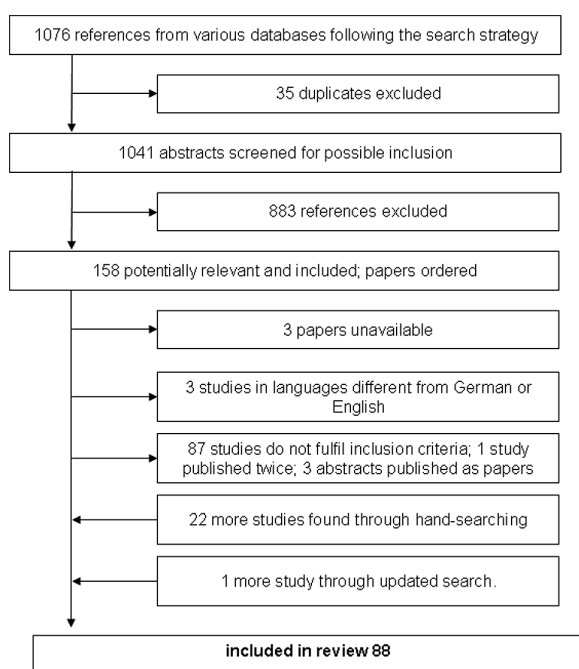 1076 references from various databases following the search strategy
35 duplicates excluded
1041 abstracts screened for possible inclusion
883 references excluded
158 potentially relevant and included; papers ordered
3 papers unavailable
3 studies in languages different from German or
English
87 studies do not fulfil inclusion criteria; 1 study
published twice; 3 abstracts published as papers
22 more studies found through hand-searching
1 more study through updated search.
included in review 88